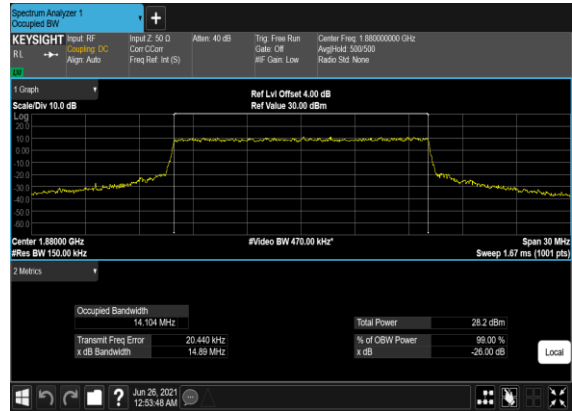 Spectrum Analyzer 1
Occupied BW
KEYSIGHT
RL
LW
Input: RF
Coupling: DC
Align: Auto
Input Z: 50 Ω
Corr CCorr
Freq Ref: Int (S)
Atten: 40 dB
Trig: Free Run
Gate: Off
#IF Gain: Low
Center Freq: 1.880000000 GHz
Avg|Hold: 500/500
Radio Std: None
1 Graph
Scale/Div 10.0 dB
Ref Lvl Offset 4.00 dB
Ref Value 30.00 dBm
Log
20.0
10.0
0.00
-10.0
-20.0
-30.0
-40.0
-50.0
-60.0
Center 1.88000 GHz
#Res BW 150.00 kHz
#Video BW 470.00 kHz*
Span 30 MHz
Sweep 1.67 ms (1001 pts)
2 Metrics
Occupied Bandwidth
14.104 MHz
Total Power 28.2 dBm
Transmit Freq Error 20.440 kHz
x dB Bandwidth 14.89 MHz
% of OBW Power 99.00 %
x dB -26.00 dB
Local
?
Jun 26, 2021
12:53:48 AM